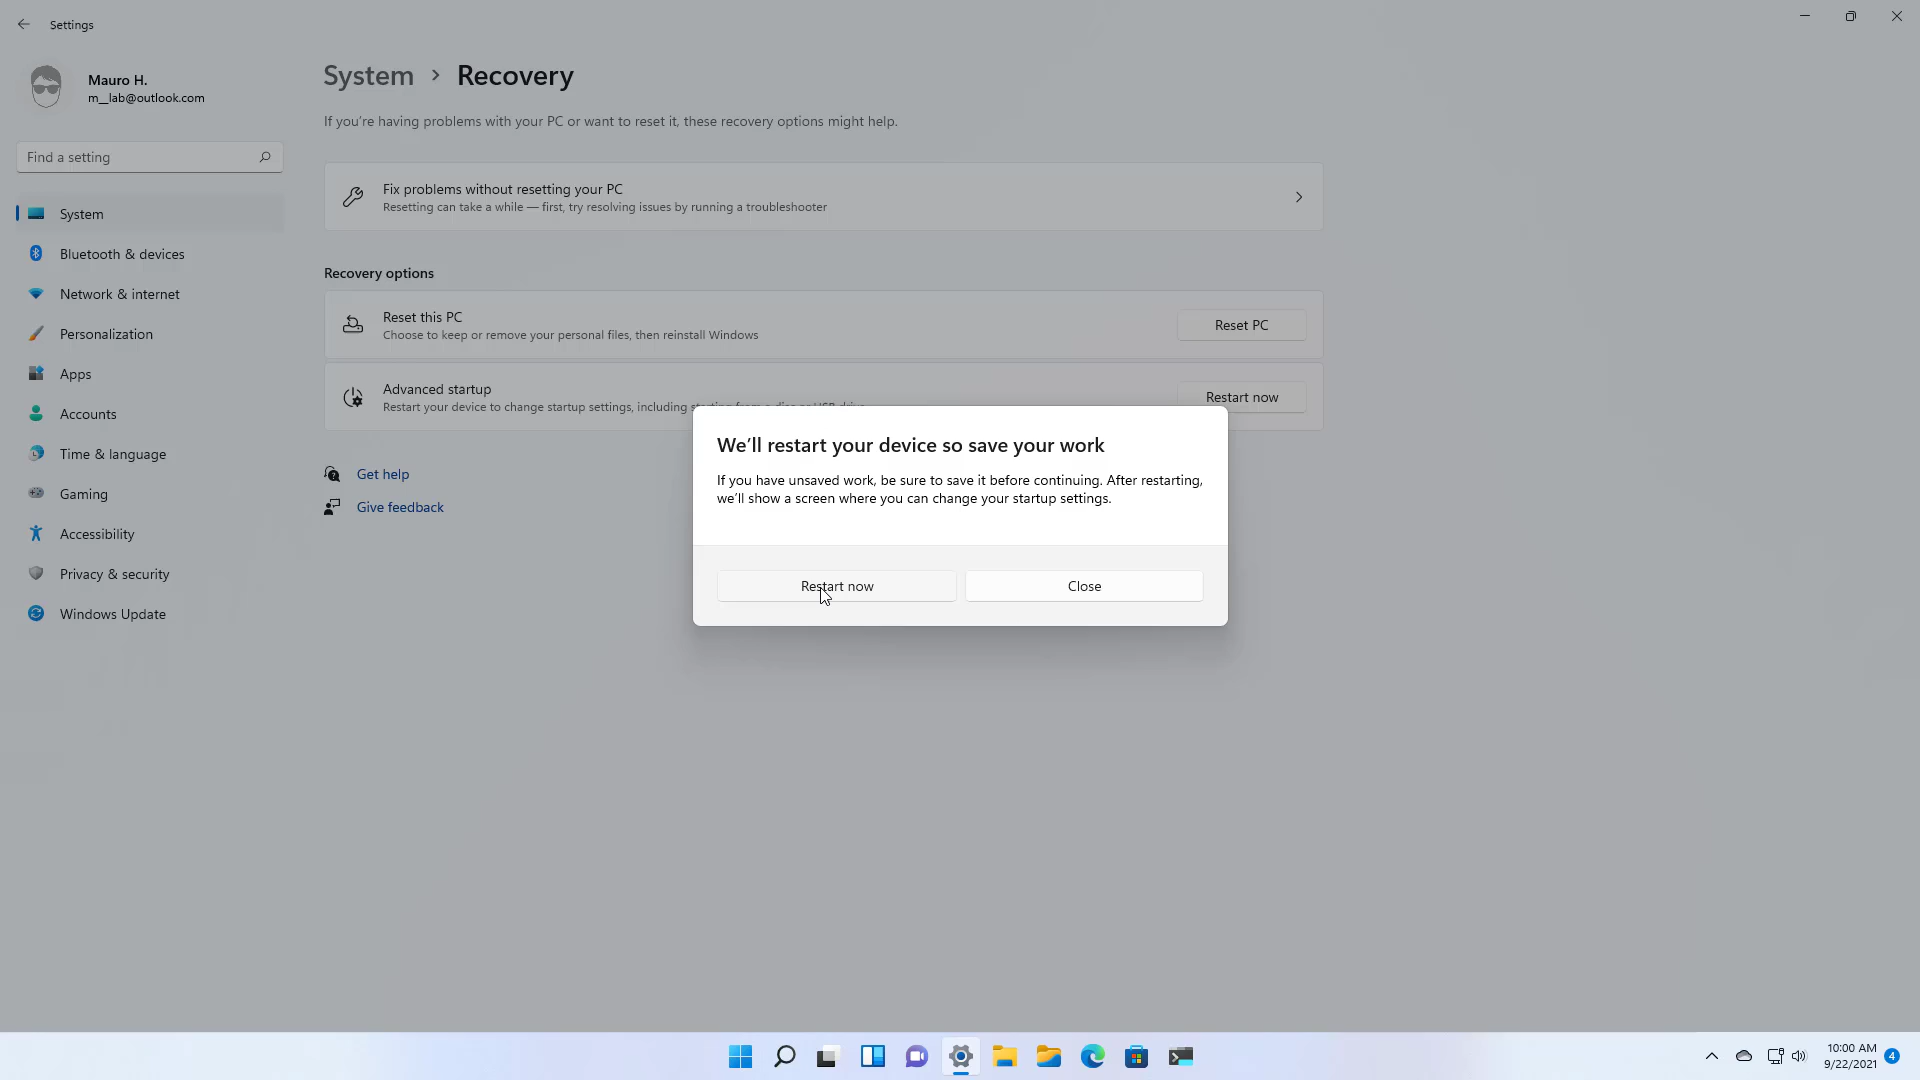 Settings
Mauro H.
m__lab@outlook.com
Find a setting
System
Bluetooth & devices
Network & internet
Personalization
Apps
Accounts
Time & language
Gaming
Accessibility
Privacy & security
Windows Update
System > Recovery
If you're having problems with your PC or want to reset it, these recovery options might help.
Fix problems without resetting your PC
Resetting can take a while — first, try resolving issues by running a troubleshooter
Recovery options
Reset this PC
Choose to keep or remove your personal files, then reinstall Windows
Reset PC
Advanced startup
Restart your device to change startup settings, including starting from a disc or USB drive
Restart now
Get help
Give feedback
We'll restart your device so save your work
If you have unsaved work, be sure to save it before continuing. After restarting,
we'll show a screen where you can change your startup settings.
Restart now
Close
10:00 AM
9/22/2021
4